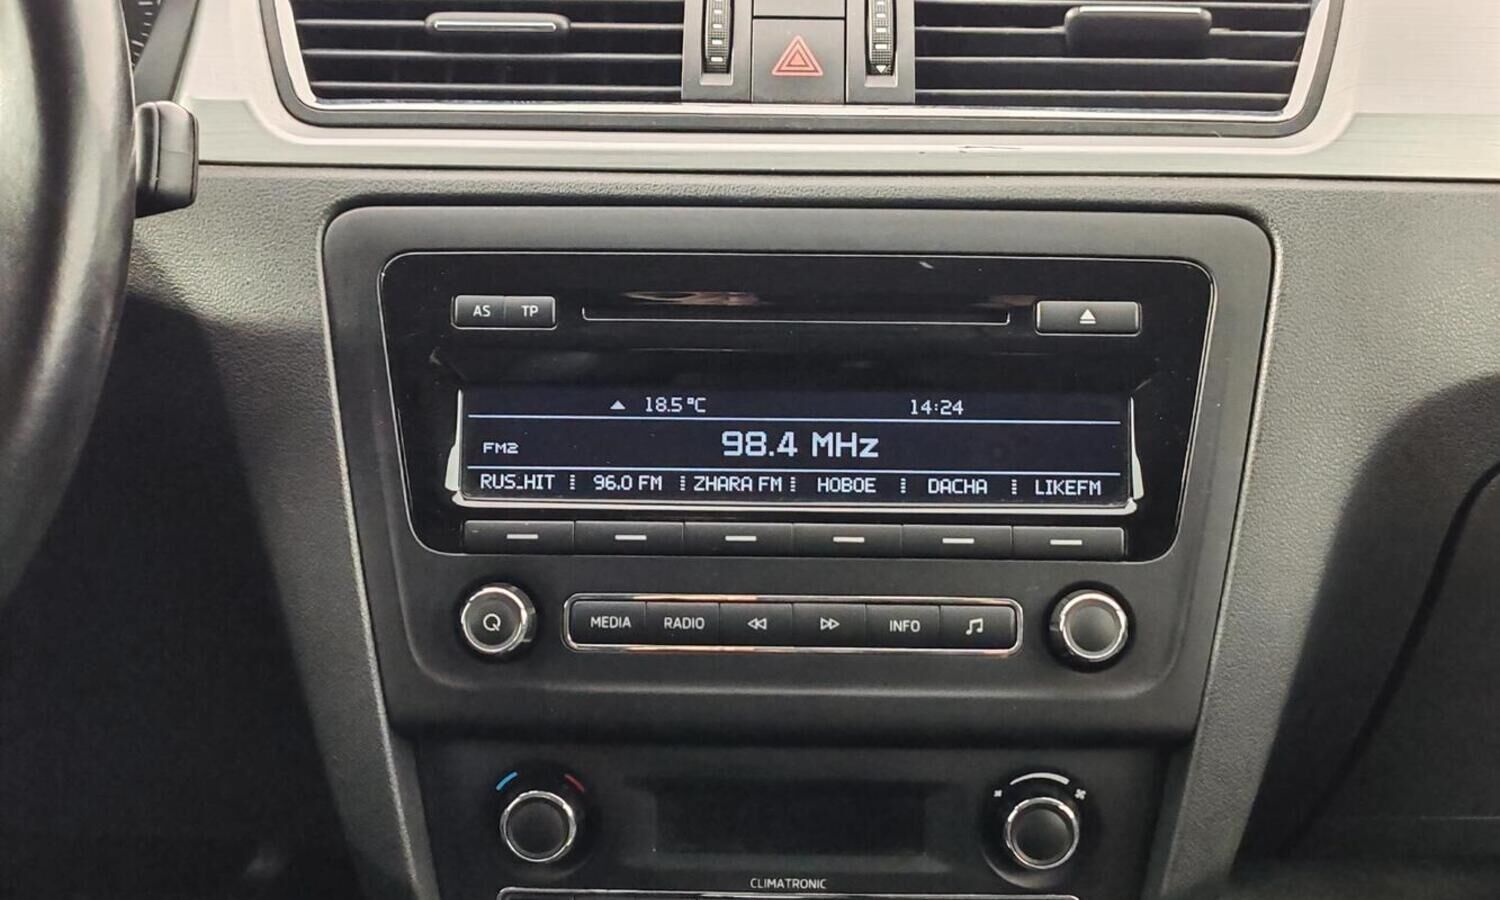 AS TP
18.5°C 14:24
FM2 98.4 MHz
RUS_HIT 96.0 FM ZHARA FM HOBOE DACHA LIKEFM
Q MEDIA RADIO INFO
CLIMATRONIC